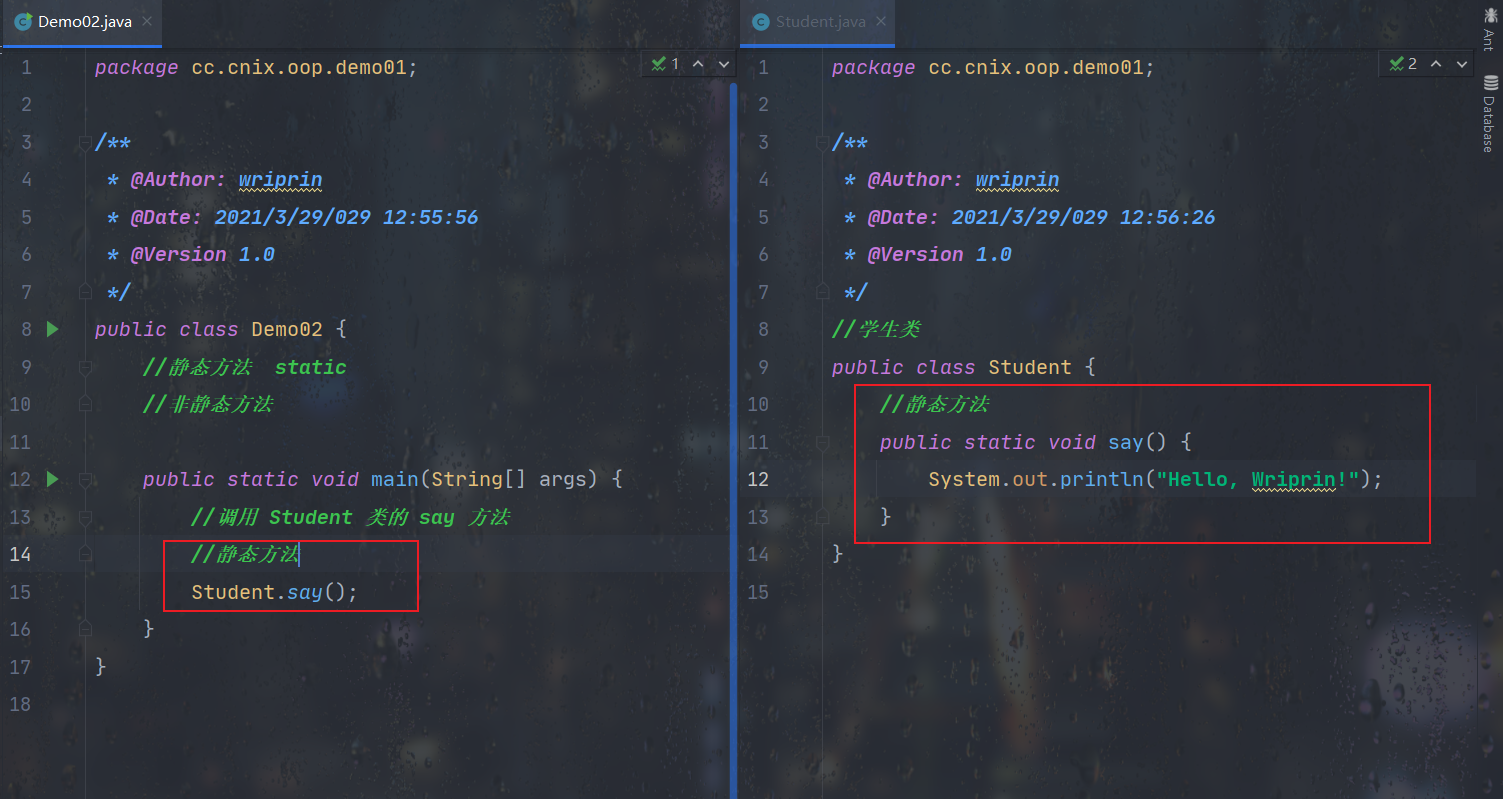 Demo02.java
1 package cc.cnix.oop.demo01;
2
3 /**
4 * @Author: wriprin
5 * @Date: 2021/3/29/029 12:55:56
6 * @Version 1.0
7 */
8 public class Demo02 {
9 //静态方法 static
10 //非静态方法
11
12 public static void main(String[] args) {
13 //调用 Student 类的 say 方法
14 //静态方法
15 Student.say();
16 }
17 }
18
1
Student.java
1 package cc.cnix.oop.demo01;
2
3 /**
4 * @Author: wriprin
5 * @Date: 2021/3/29/029 12:56:26
6 * @Version 1.0
7 */
8 //学生类
9 public class Student {
10 //静态方法
11 public static void say() {
12 System.out.println("Hello, Wriprin!");
13 }
14 }
15
2
Ant
Database